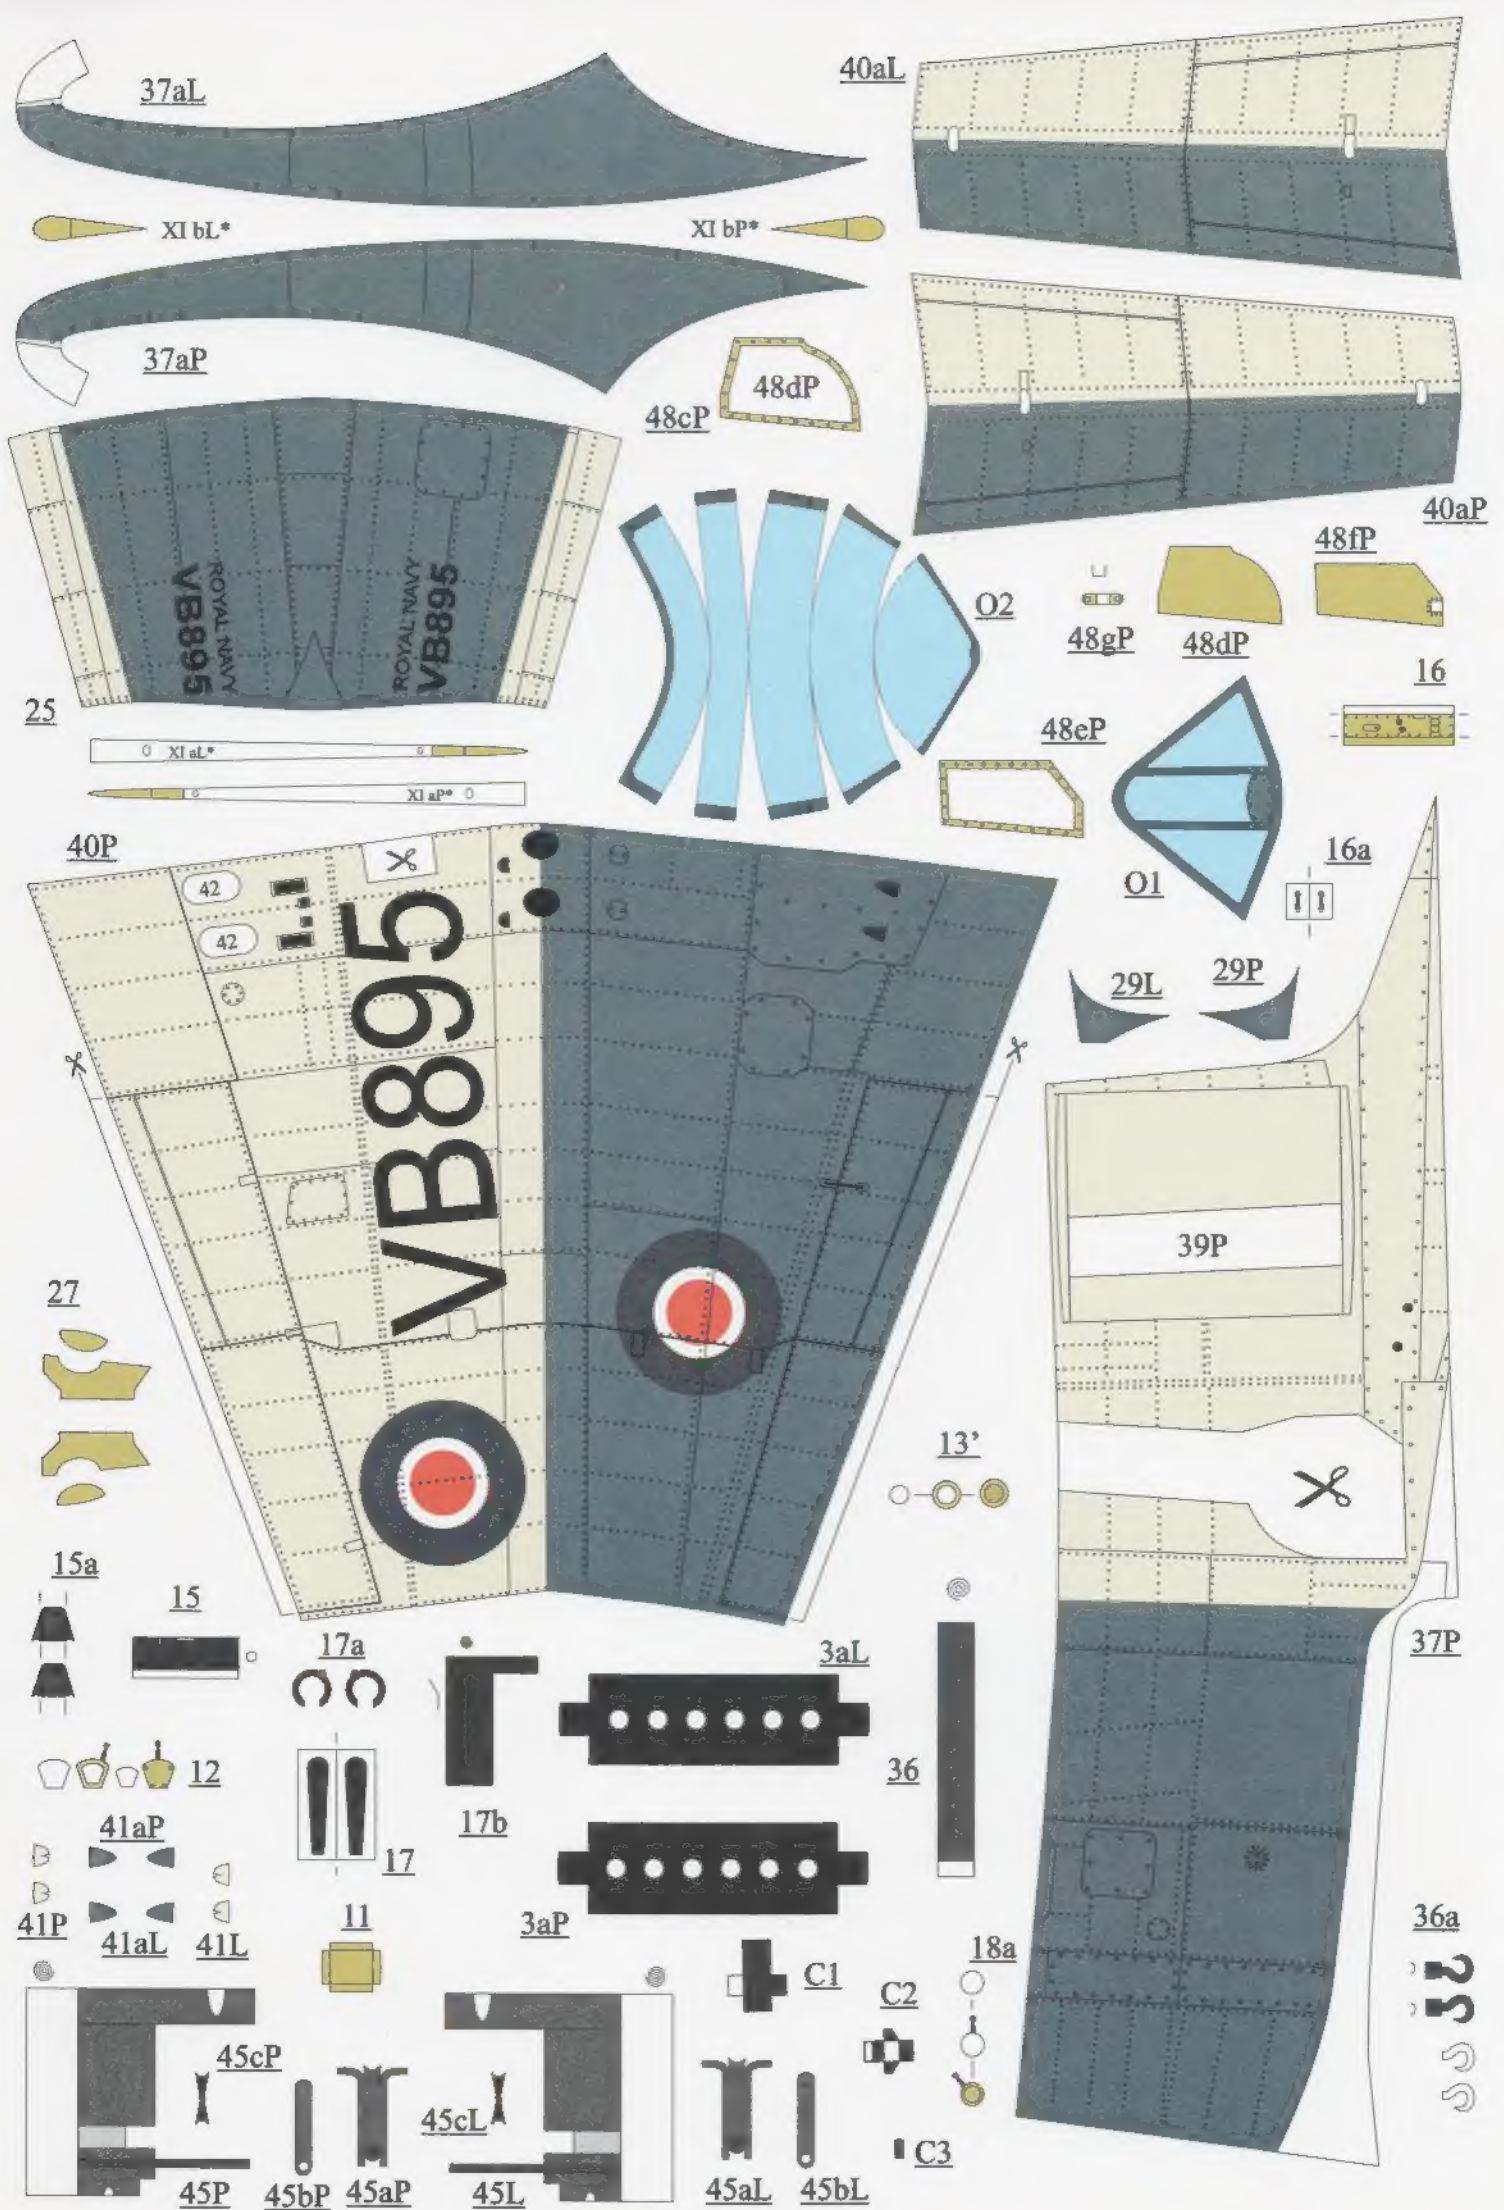 37aL
40aL
XI bL*
XI bP*
37aP
48dP
48cP
40aP
48fP
O2
48gP
48dP
16
VB895
ROYAL NAVY
ROYAL NAVY
VB895
25
XI aL*
48eP
XI aP*
40P
O1
16a
42
42
VB895
29L
29P
39P
27
13’
15a
15
17a
3aL
37P
12
36
41aP
17b
17
41P
41aL
41L
11
3aP
36a
18a
C1
C2
45cP
45cL
C3
45P
45bP
45aP
45L
45aL
45bL